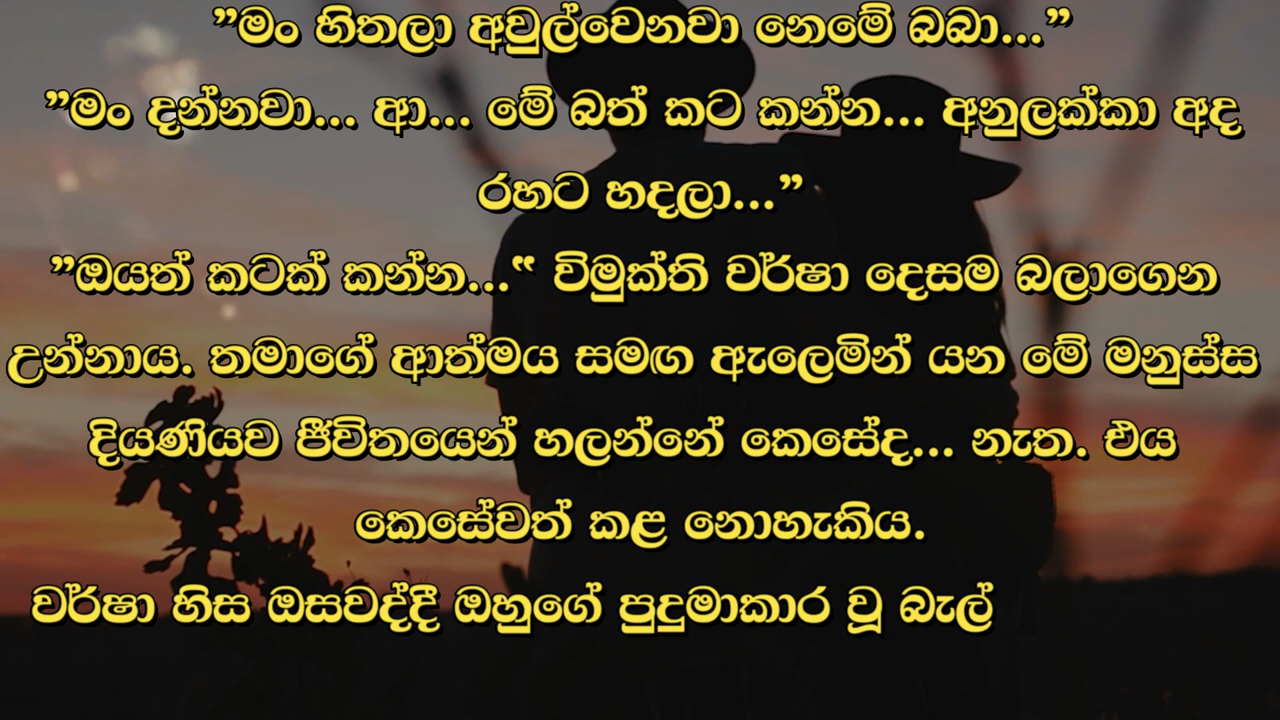 ”මං හිතලා අවුල්වෙනවා නෙමේ බබා...”
”මං දන්නවා... ආ... මේ බත් කට කන්න... අනුලක්කා අද
රහට හදලා...”
”ඔයත් කටක් කන්න...‟ විමුක්ති වර්ෂා දෙසම බලාගෙන
උන්නාය. තමාගේ ආත්මය සමඟ ඇලෙමින් යන මේ මනුස්ස
දියණියව ජීවිතයෙන් හලන්නේ කෙසේද... නැත. එය
කෙසේවත් කළ නොහැකිය.
වර්ෂා හිස ඔසවද්දී ඔහුගේ පුදුමාකාර වූ බැල්